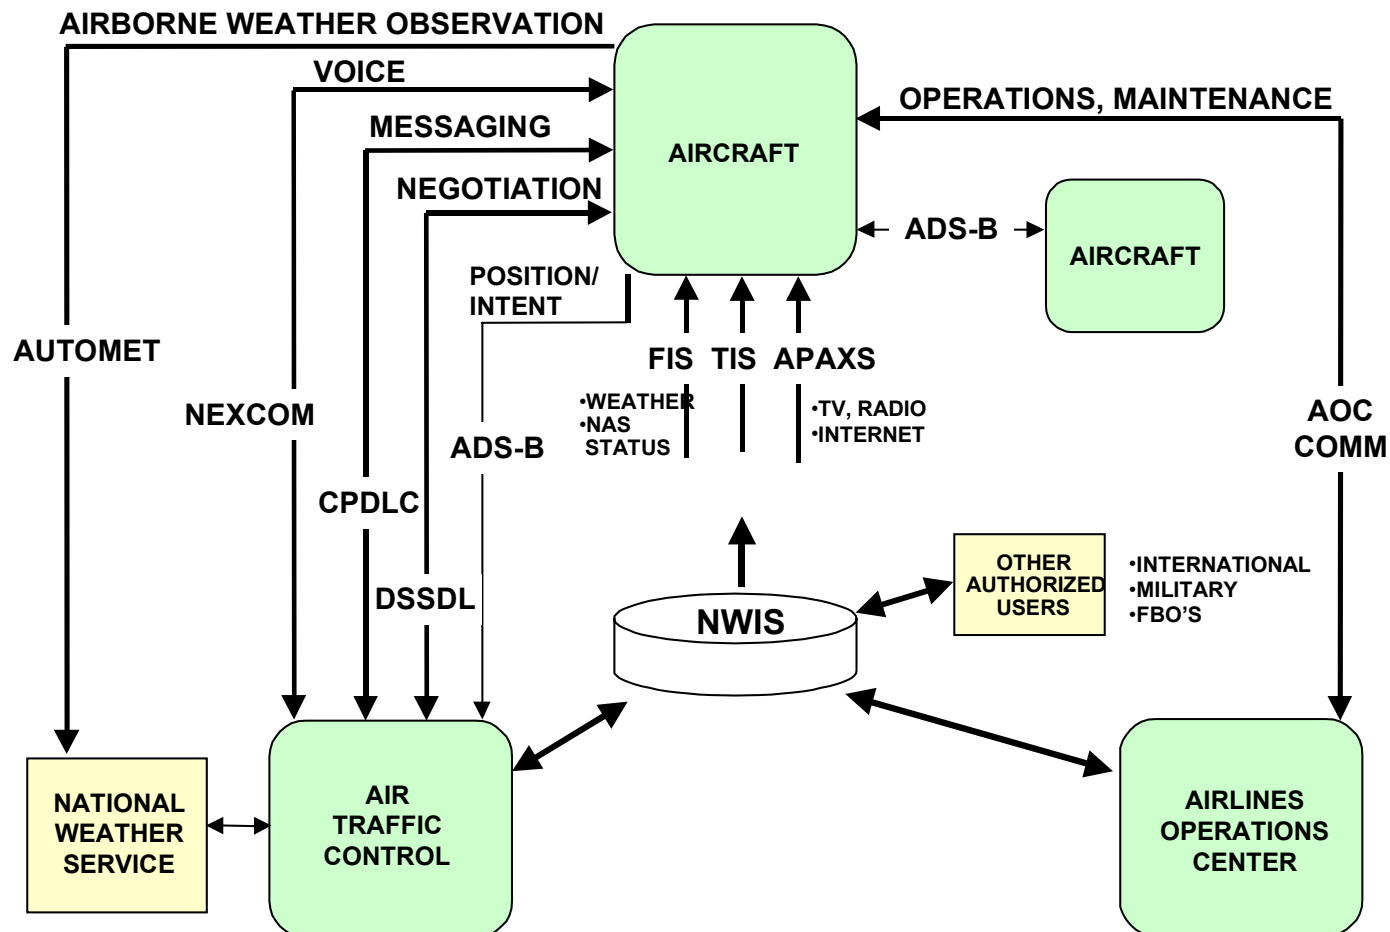 AIRBORNE WEATHER OBSERVATION
VOICE
MESSAGING
NEGOTIATION
POSITION/
INTENT
AIRCRAFT
OPERATIONS, MAINTENANCE
ADS-B
AIRCRAFT
AUTOMET
NEXCOM
CPDLC
DSSDL
ADS-B
FIS TIS APAXS
•WEATHER
•NAS
STATUS
•TV, RADIO
•INTERNET
AOC
COMM
NWIS
OTHER
AUTHORIZED
USERS
•INTERNATIONAL
•MILITARY
•FBO'S
NATIONAL
WEATHER
SERVICE
AIR
TRAFFIC
CONTROL
AIRLINES
OPERATIONS
CENTER